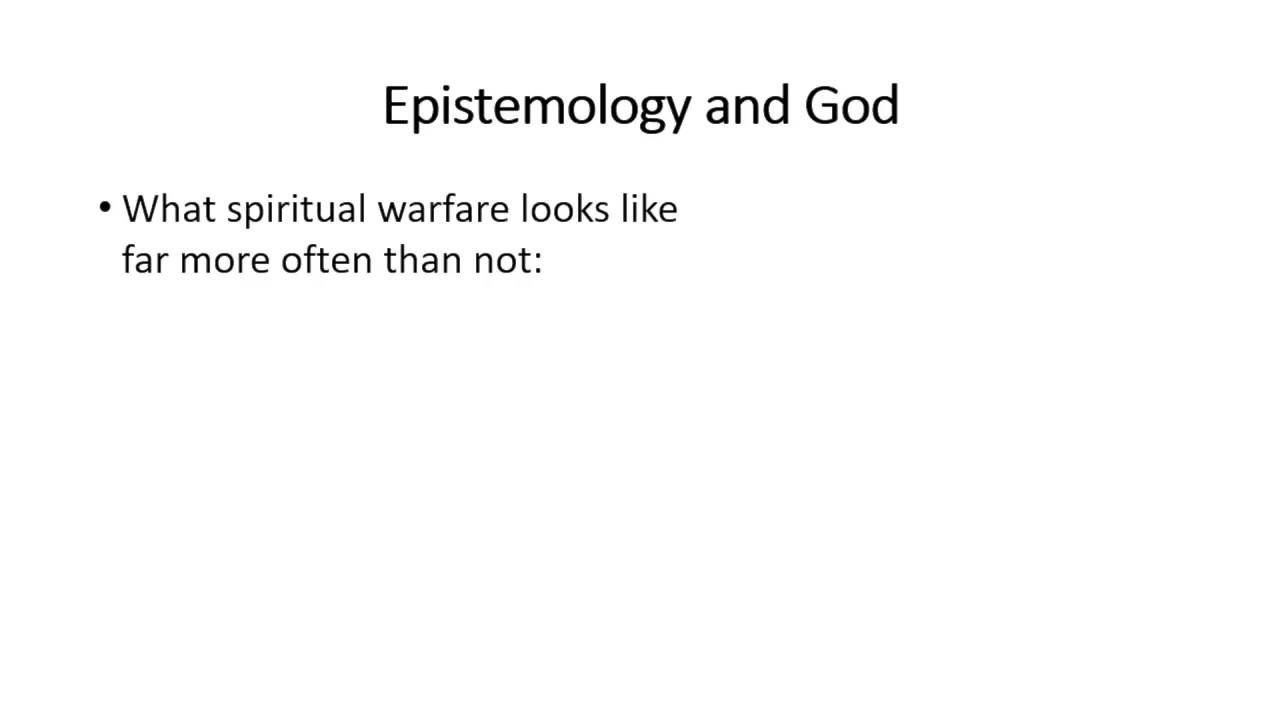 Epistemology and God
• What spiritual warfare looks like
far more often than not: